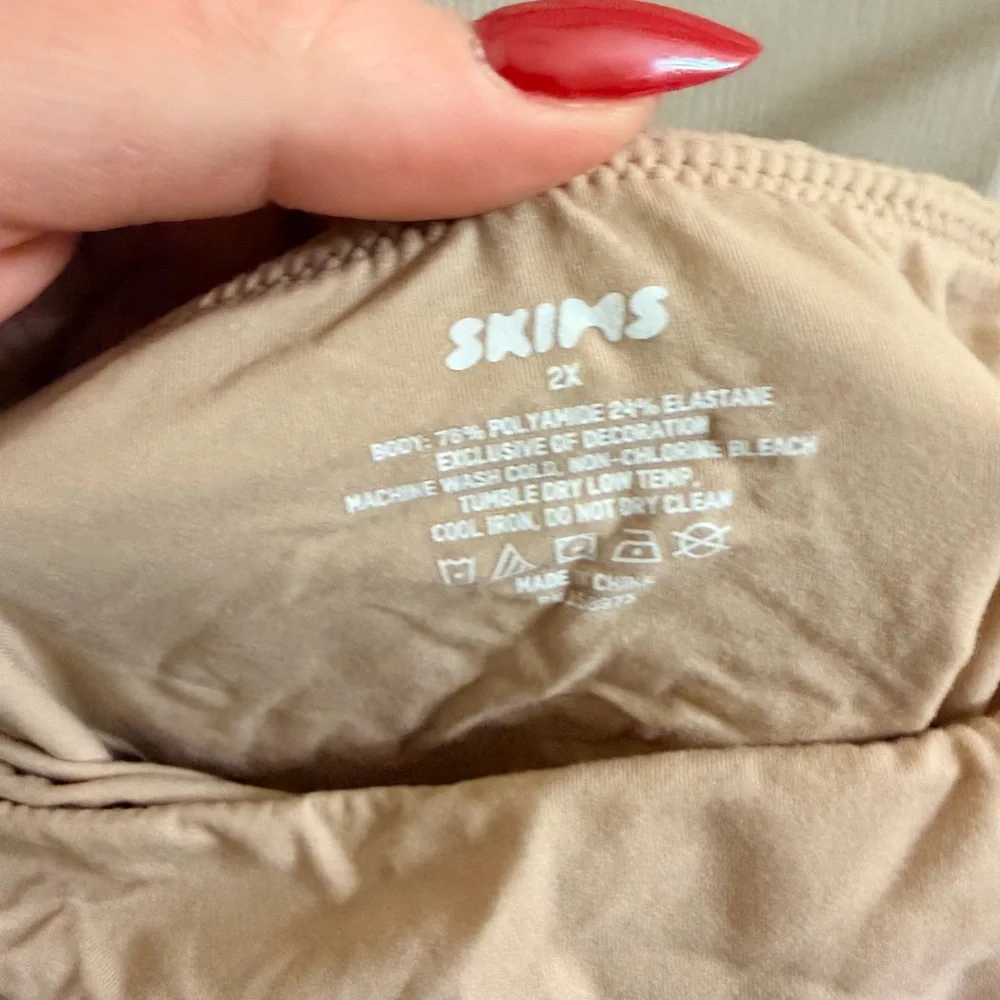 SKIMS
2X
BODY: 76% POLYAMIDE 24% ELASTANE
EXCLUSIVE OF DECORATION
MACHINE WASH COLD, NON-CHLORINE BLEACH
TUMBLE DRY LOW TEMP,
COOL IRON, DO NOT DRY CLEAN
MADE IN CHINA